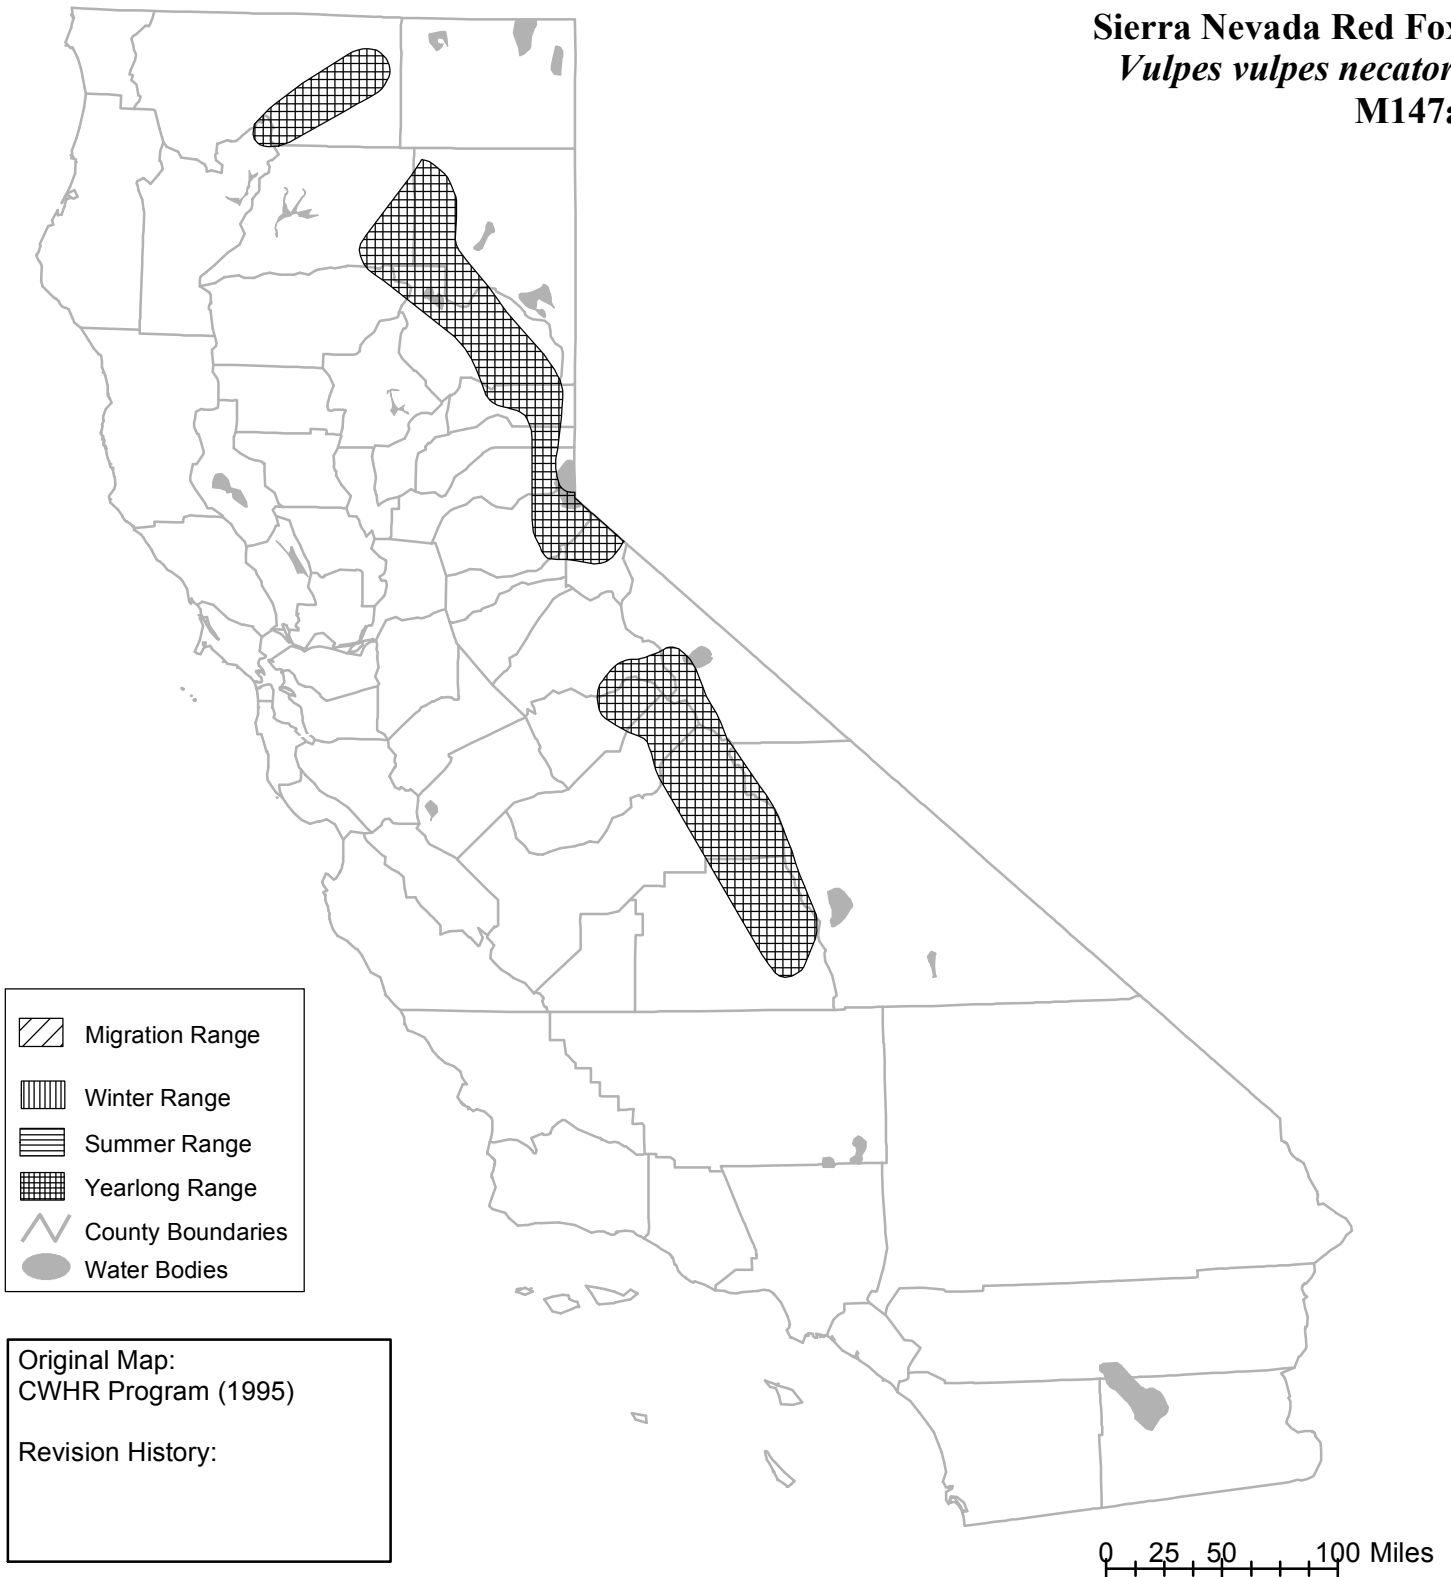 Sierra Nevada Red Fox
Vulpes vulpes necator
M147a
Migration Range
Winter Range
Summer Range
Yearlong Range
County Boundaries
Water Bodies
Original Map:
CWHR Program (1995)
Revision History:
0 25 50 100 Miles